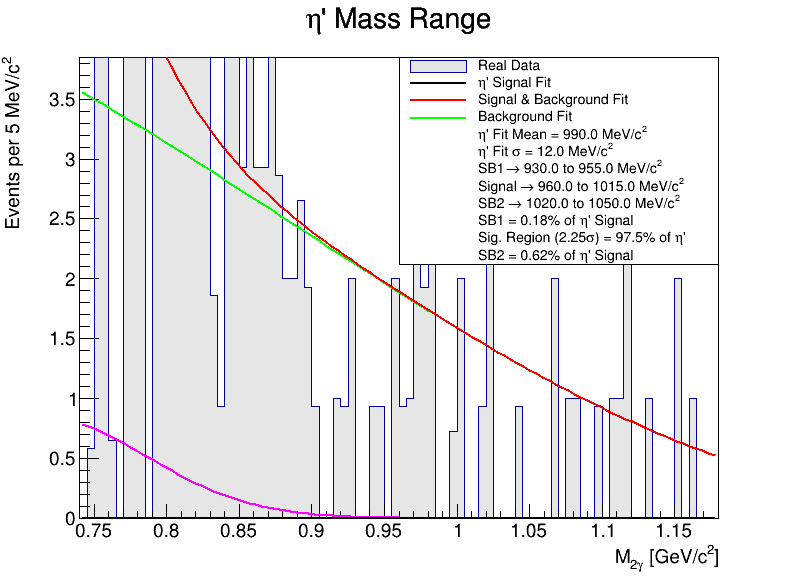 η' Mass Range
Events per 5 MeV/c²
Real Data
η' Signal Fit
Signal & Background Fit
Background Fit
η' Fit Mean = 990.0 MeV/c²
η' Fit σ = 12.0 MeV/c²
SB1 → 930.0 to 955.0 MeV/c²
Signal → 960.0 to 1015.0 MeV/c²
SB2 → 1020.0 to 1050.0 MeV/c²
SB1 = 0.18% of η' Signal
Sig. Region (2.25σ) = 97.5% of η'
SB2 = 0.62% of η' Signal
3.5
3
2.5
2
1.5
1
0.5
0
0.75 0.8 0.85 0.9 0.95 1 1.05 1.1 1.15
M₂γ [GeV/c²]